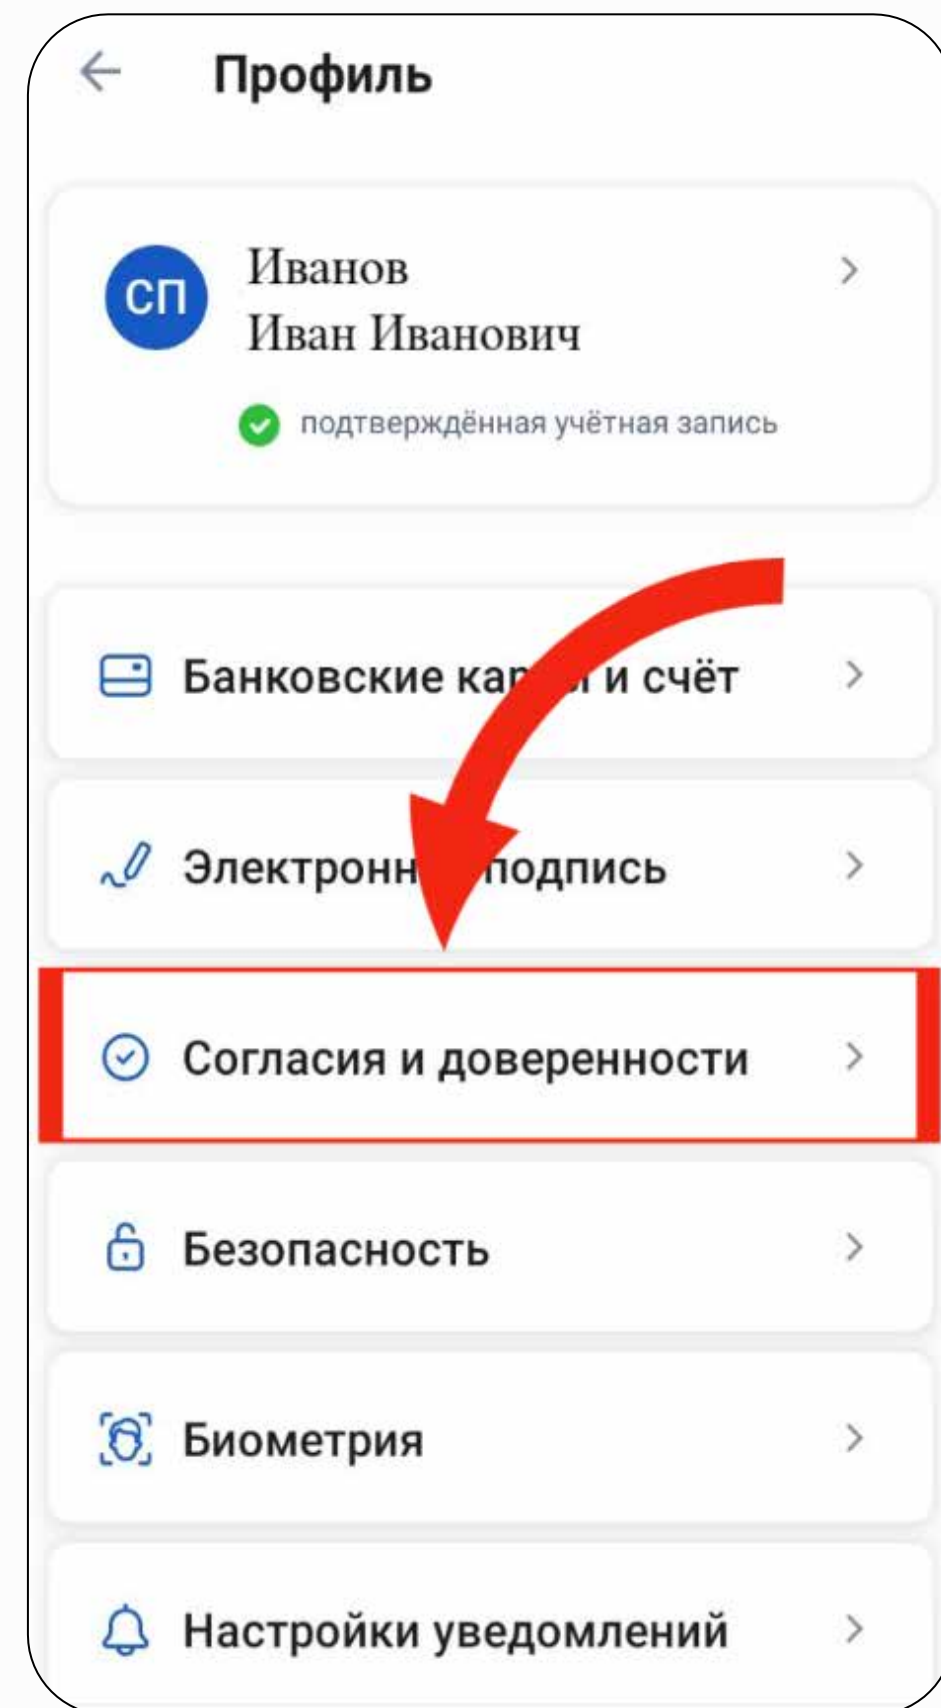 Профиль
СП
Иванов
Иван Иванович
подтверждённая учётная запись
Банковские и счёт
подпись
Согласия и доверенности
Безопасность
Биометрия
Настройки уведомлений